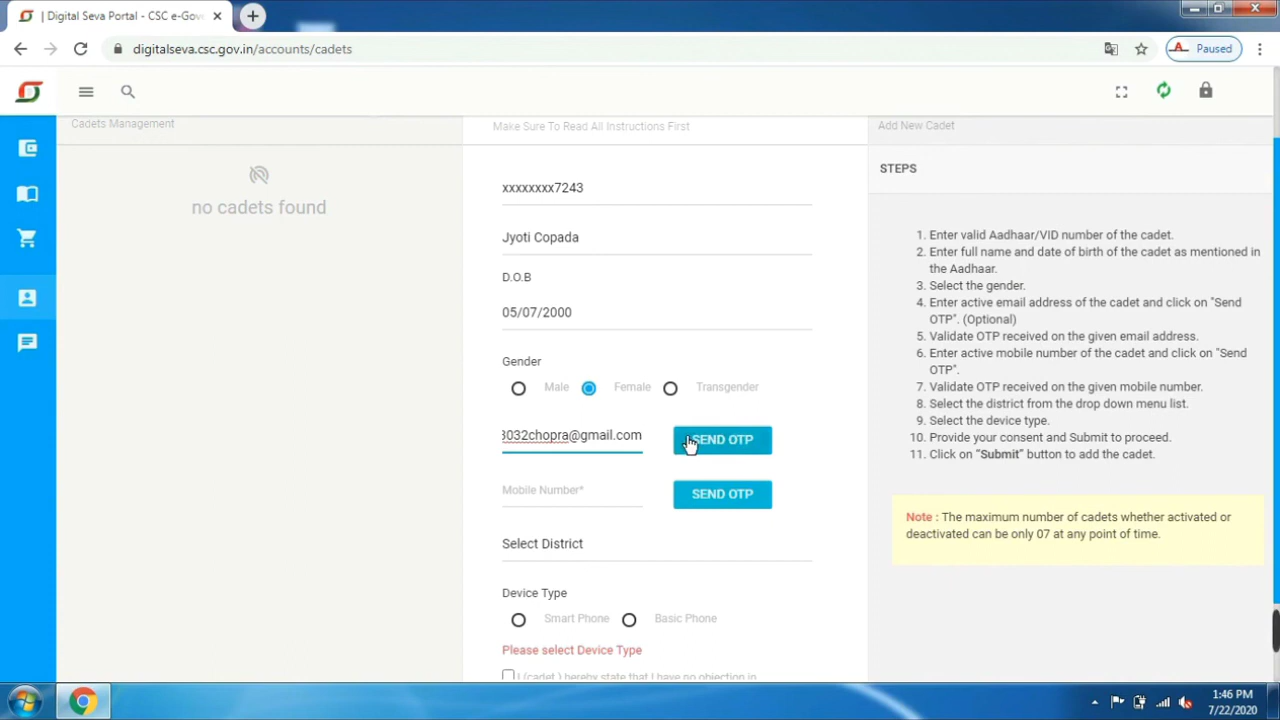 | Digital Seva Portal - CSC e-Gov
digitalseva.csc.gov.in/accounts/cadets
Paused
Cadets Management
Make Sure To Read All Instructions First
Add New Cadet
no cadets found
xxxxxxxx7243
Jyoti Copada
D.O.B
05/07/2000
Gender
Male
Female
Transgender
3032chopra@gmail.com
SEND OTP
Mobile Number*
SEND OTP
Select District
Device Type
Smart Phone
Basic Phone
Please select Device Type
I (cadet ) hereby state that I have no objection in
STEPS
1. Enter valid Aadhaar/VID number of the cadet.
2. Enter full name and date of birth of the cadet as mentioned in
the Aadhaar.
3. Select the gender.
4. Enter active email address of the cadet and click on "Send
OTP". (Optional)
5. Validate OTP received on the given email address.
6. Enter active mobile number of the cadet and click on "Send
OTP".
7. Validate OTP received on the given mobile number.
8. Select the district from the drop down menu list.
9. Select the device type.
10. Provide your consent and Submit to proceed.
11. Click on “Submit” button to add the cadet.
Note : The maximum number of cadets whether activated or
deactivated can be only 07 at any point of time.
1:46 PM
7/22/2020